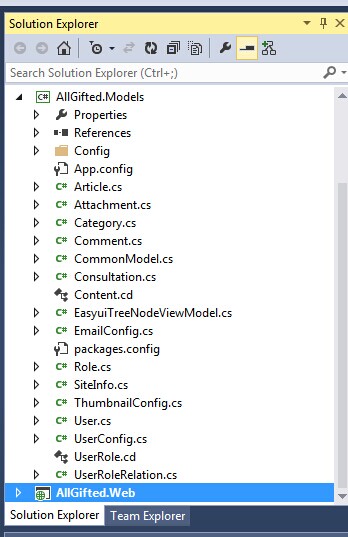 Solution Explorer
Search Solution Explorer (Ctrl+;)
C# AllGifted.Models
Properties
References
Config
App.config
C# Article.cs
C# Attachment.cs
C# Category.cs
C# Comment.cs
C# CommonModel.cs
C# Consultation.cs
Content.cd
C# EasyuiTreeNodeViewModel.cs
C# EmailConfig.cs
packages.config
C# Role.cs
C# SiteInfo.cs
C# ThumbnailConfig.cs
C# User.cs
C# UserConfig.cs
UserRole.cd
C# UserRoleRelation.cs
AllGifted.Web
Solution Explorer Team Explorer